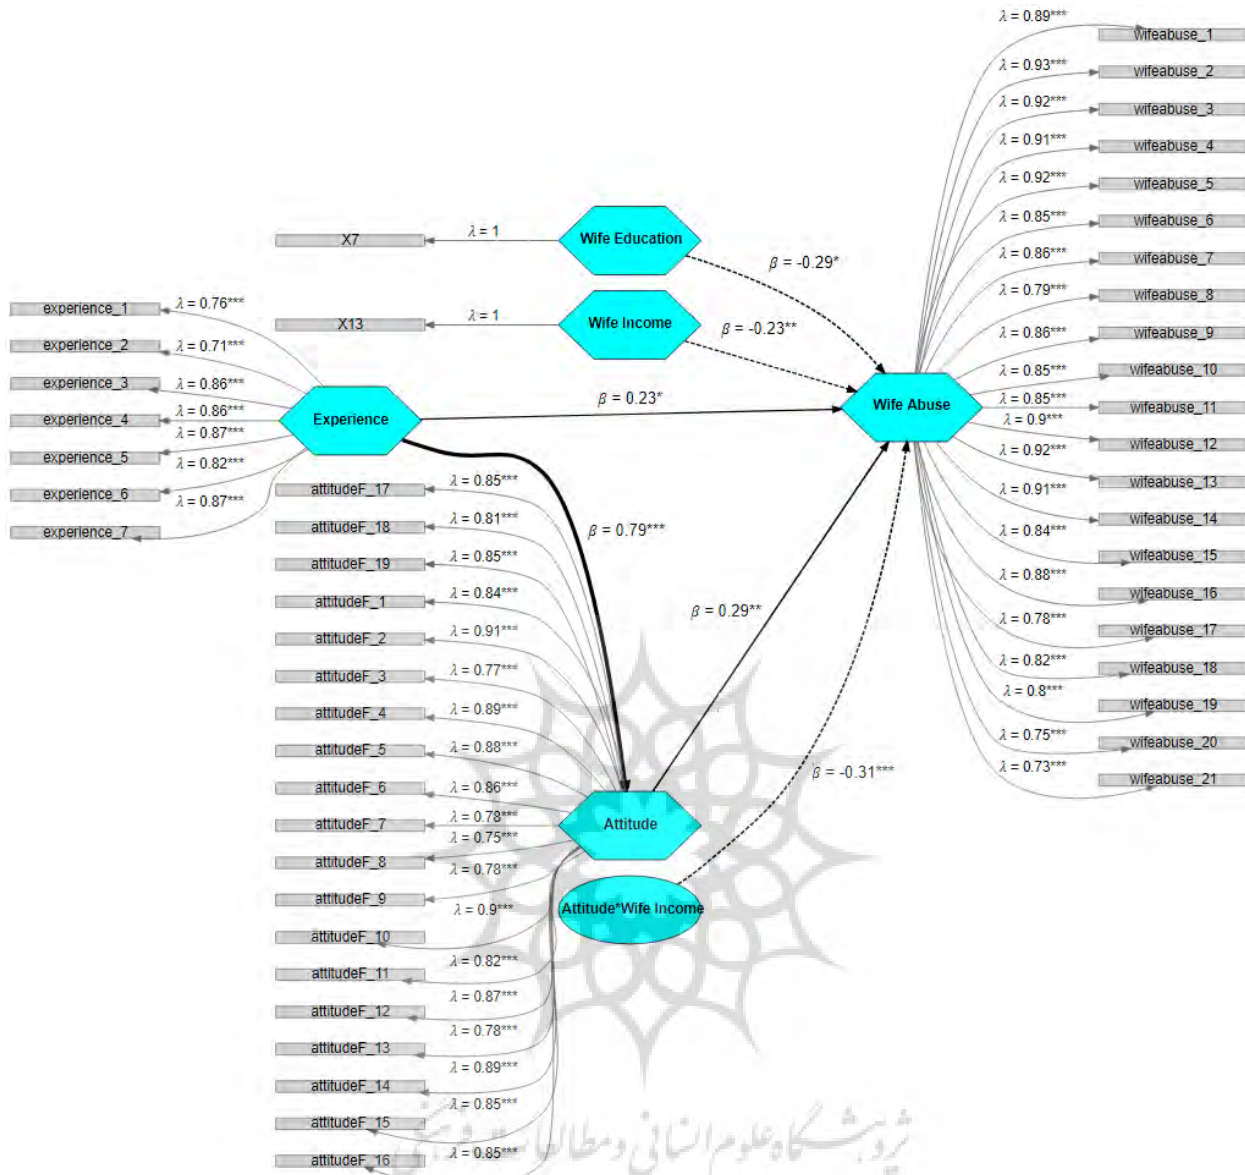 λ = 0.89***
wifeabuse_1
λ = 0.93***
wifeabuse_2
λ = 0.92***
wifeabuse_3
λ = 0.91***
wifeabuse_4
λ = 0.92***
wifeabuse_5
λ = 0.85***
wifeabuse_6
λ = 0.86***
wifeabuse_7
λ = 0.79***
wifeabuse_8
λ = 0.86***
wifeabuse_9
λ = 0.85***
wifeabuse_10
λ = 0.85***
wifeabuse_11
λ = 0.9***
wifeabuse_12
λ = 0.92***
wifeabuse_13
λ = 0.91***
wifeabuse_14
λ = 0.84***
wifeabuse_15
λ = 0.88***
wifeabuse_16
λ = 0.78***
wifeabuse_17
λ = 0.82***
wifeabuse_18
λ = 0.8***
wifeabuse_19
λ = 0.75***
wifeabuse_20
λ = 0.73***
wifeabuse_21
X7
λ = 1
Wife Education
β = -0.29*
X13
λ = 1
Wife Income
β = -0.23**
Wife Abuse
experience_1
λ = 0.76***
experience_2
λ = 0.71***
experience_3
λ = 0.86***
experience_4
λ = 0.86***
experience_5
λ = 0.87***
experience_6
λ = 0.82***
experience_7
λ = 0.87***
Experience
β = 0.23*
β = 0.79***
β = 0.29**
β = -0.31***
attitudeF_17
λ = 0.85***
attitudeF_18
λ = 0.81***
attitudeF_19
λ = 0.85***
attitudeF_1
λ = 0.84***
attitudeF_2
λ = 0.91***
attitudeF_3
λ = 0.77***
attitudeF_4
λ = 0.89***
attitudeF_5
λ = 0.88***
attitudeF_6
λ = 0.86***
attitudeF_7
λ = 0.78***
attitudeF_8
λ = 0.75***
attitudeF_9
λ = 0.78***
attitudeF_10
λ = 0.9***
attitudeF_11
λ = 0.82***
attitudeF_12
λ = 0.87***
attitudeF_13
λ = 0.78***
attitudeF_14
λ = 0.89***
attitudeF_15
λ = 0.85***
attitudeF_16
λ = 0.85***
Attitude
Attitude*Wife Income
پژوهشگاه علوم انسانی و مطالعات فرهنگی